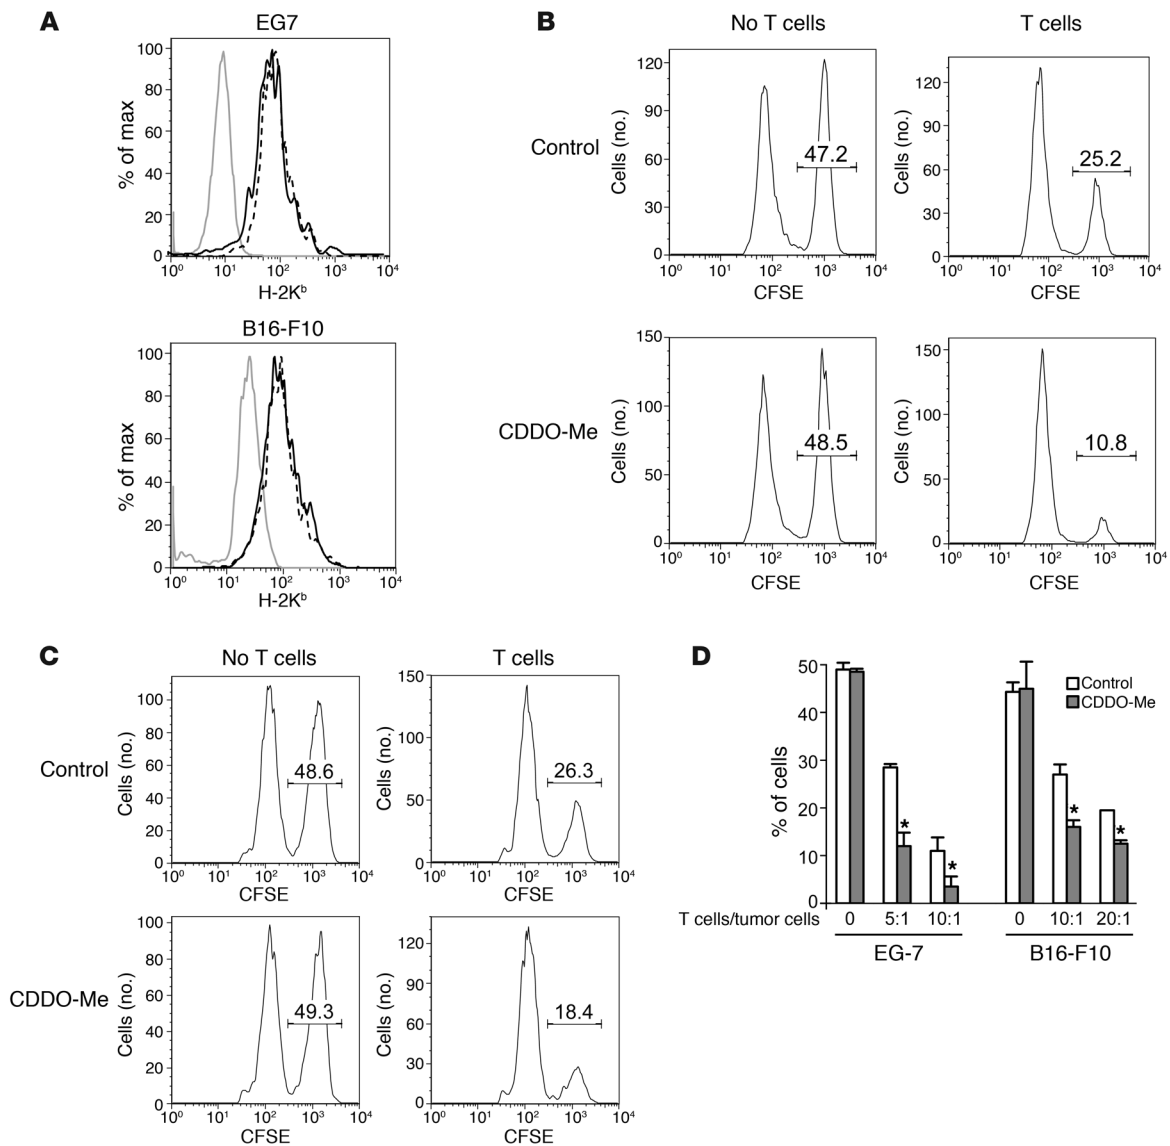 A
EG7
% of max
100
80
60
40
20
0
10⁰ 10¹ 10² 10³ 10⁴
H-2Kᵇ
B16-F10
% of max
100
80
60
40
20
0
10⁰ 10¹ 10² 10³ 10⁴
H-2Kᵇ
B
No T cells
T cells
Control
Cells (no.)
120
90
60
30
0
47.2
10⁰ 10¹ 10² 10³ 10⁴
CFSE
Cells (no.)
120
90
60
30
0
25.2
10⁰ 10¹ 10² 10³ 10⁴
CFSE
CDDO-Me
Cells (no.)
150
100
50
0
48.5
10⁰ 10¹ 10² 10³ 10⁴
CFSE
Cells (no.)
150
100
50
0
10.8
10⁰ 10¹ 10² 10³ 10⁴
CFSE
C
No T cells
T cells
Control
Cells (no.)
100
80
60
40
20
0
48.6
10⁰ 10¹ 10² 10³ 10⁴
CFSE
Cells (no.)
150
100
50
0
26.3
10⁰ 10¹ 10² 10³ 10⁴
CFSE
CDDO-Me
Cells (no.)
100
80
60
40
20
0
49.3
10⁰ 10¹ 10² 10³ 10⁴
CFSE
Cells (no.)
120
90
60
30
0
18.4
10⁰ 10¹ 10² 10³ 10⁴
CFSE
D
% of cells
50
40
30
20
10
0
Control
CDDO-Me
* * * *
T cells/tumor cells 0 5:1 10:1 0 10:1 20:1
EG-7 B16-F10